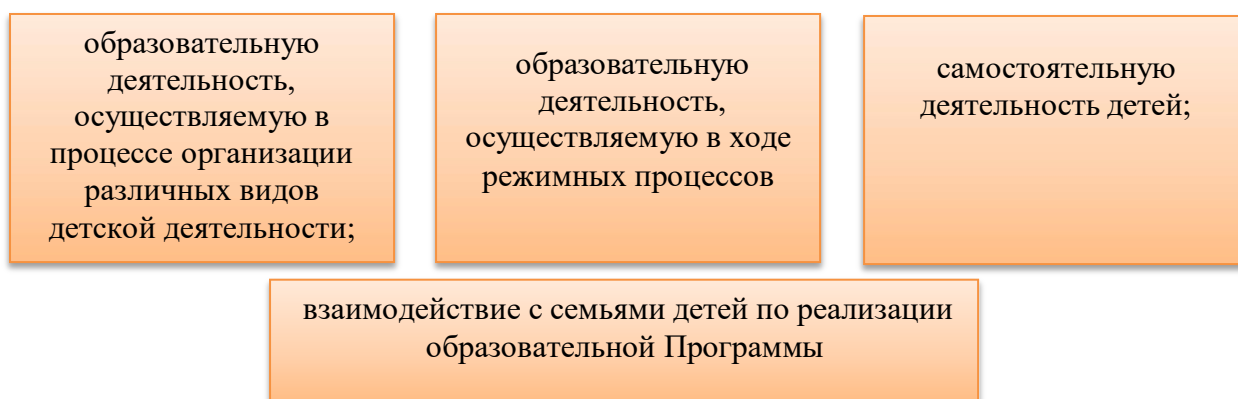 образовательную
деятельность,
осуществляемую в
процессе организации
различных видов
детской деятельности;
образовательную
деятельность,
осуществляемую в ходе
режимных процессов
самостоятельную
деятельность детей;
взаимодействие с семьями детей по реализации
образовательной Программы